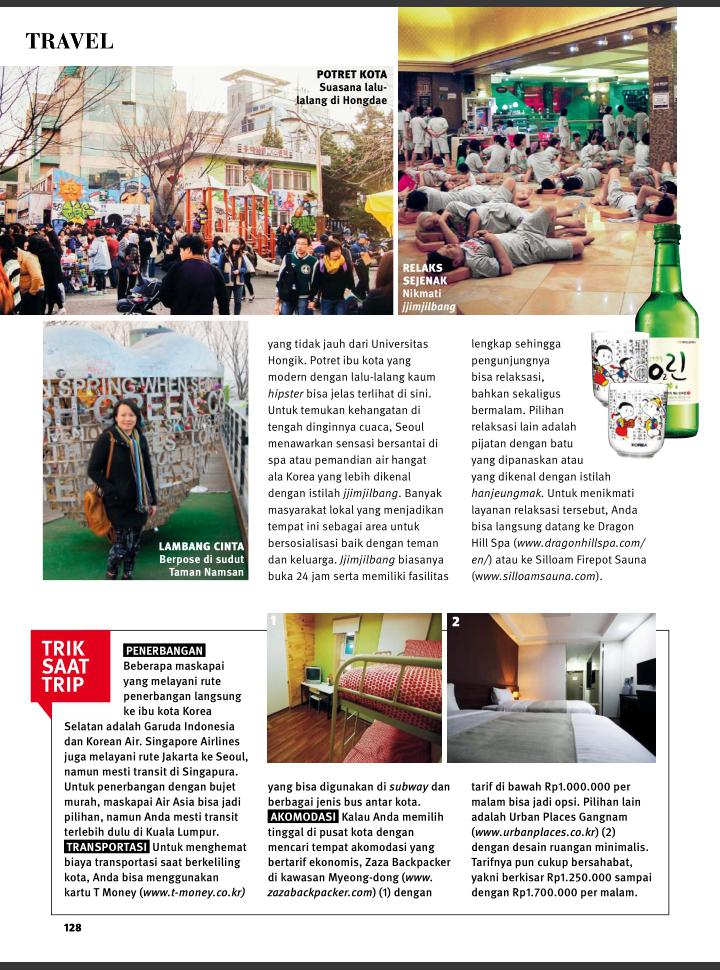 TRAVEL
POTRET KOTA
Suasana lalu-
lalang di Hongdae
RELAKS
SEJENAK
Nikmati
jjimjilbang
LAMBANG CINTA
Berpose di sudut
Taman Namsan
yang tidak jauh dari Universitas
Hongik. Potret ibu kota yang
modern dengan lalu-lalang kaum
hipster bisa jelas terlihat di sini.
Untuk temukan kehangatan di
tengah dinginnya cuaca, Seoul
menawarkan sensasi bersantai di
spa atau pemandian air hangat
ala Korea yang lebih dikenal
dengan istilah jjimjilbang. Banyak
masyarakat lokal yang menjadikan
tempat ini sebagai area untuk
bersosialisasi baik dengan teman
dan keluarga. Jjimjilbang biasanya
buka 24 jam serta memiliki fasilitas
lengkap sehingga
pengunjungnya
bisa relaksasi,
bahkan sekaligus
bermalam. Pilihan
relaksasi lain adalah
pijatan dengan batu
yang dipanaskan atau
yang dikenal dengan istilah
hanjeungmak. Untuk menikmati
layanan relaksasi tersebut, Anda
bisa langsung datang ke Dragon
Hill Spa (www.dragonhillspa.com/
en/) atau ke Silloam Firepot Sauna
(www.silloamsauna.com).
린
KOREA
TRIK
SAAT
TRIP
PENERBANGAN
Beberapa maskapai
yang melayani rute
penerbangan langsung
ke ibu kota Korea
Selatan adalah Garuda Indonesia
dan Korean Air. Singapore Airlines
juga melayani rute Jakarta ke Seoul,
namun mesti transit di Singapura.
Untuk penerbangan dengan bujet
murah, maskapai Air Asia bisa jadi
pilihan, namun Anda mesti transit
terlebih dulu di Kuala Lumpur.
TRANSPORTASI Untuk menghemat
biaya transportasi saat berkeliling
kota, Anda bisa menggunakan
kartu T Money (www.t-money.co.kr)
1
2
yang bisa digunakan di subway dan
berbagai jenis bus antar kota.
AKOMODASI Kalau Anda memilih
tinggal di pusat kota dengan
mencari tempat akomodasi yang
bertarif ekonomis, Zaza Backpacker
di kawasan Myeong-dong (www.
zazabackpacker.com) (1) dengan
tarif di bawah Rp1.000.000 per
malam bisa jadi opsi. Pilihan lain
adalah Urban Places Gangnam
(www.urbanplaces.co.kr) (2)
dengan desain ruangan minimalis.
Tarifnya pun cukup bersahabat,
yakni berkisar Rp1.250.000 sampai
dengan Rp1.700.000 per malam.
128